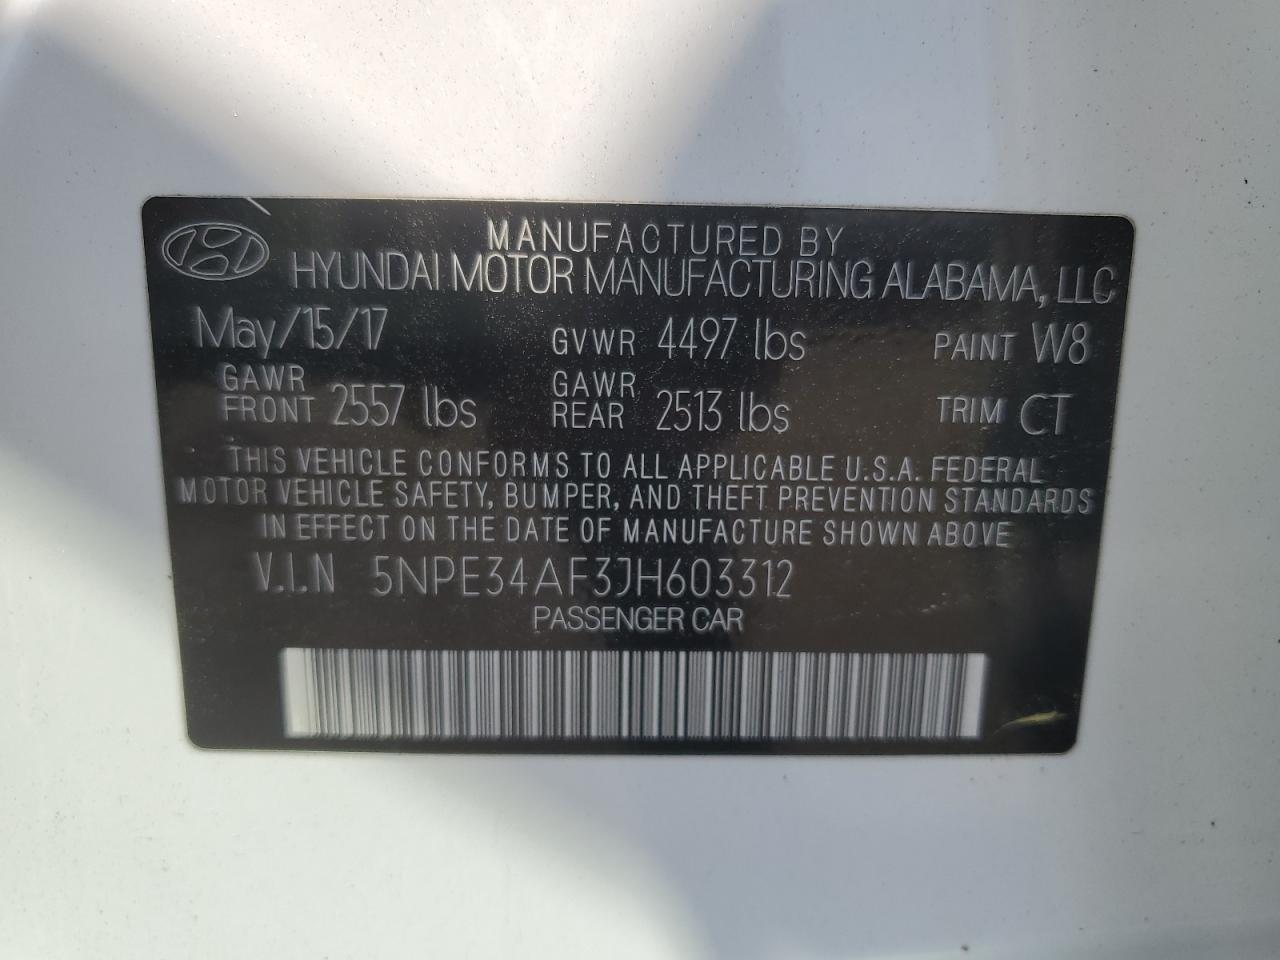 MANUFACTURED BY
HYUNDAI MOTOR MANUFACTURING ALABAMA, LLC
May/15/17 GVWR 4497 lbs PAINT W8
GAWR FRONT 2557 lbs GAWR REAR 2513 lbs TRIM CT
THIS VEHICLE CONFORMS TO ALL APPLICABLE U.S.A. FEDERAL
MOTOR VEHICLE SAFETY, BUMPER, AND THEFT PREVENTION STANDARDS
IN EFFECT ON THE DATE OF MANUFACTURE SHOWN ABOVE
V.I.N 5NPE34AF3JH603312
PASSENGER CAR